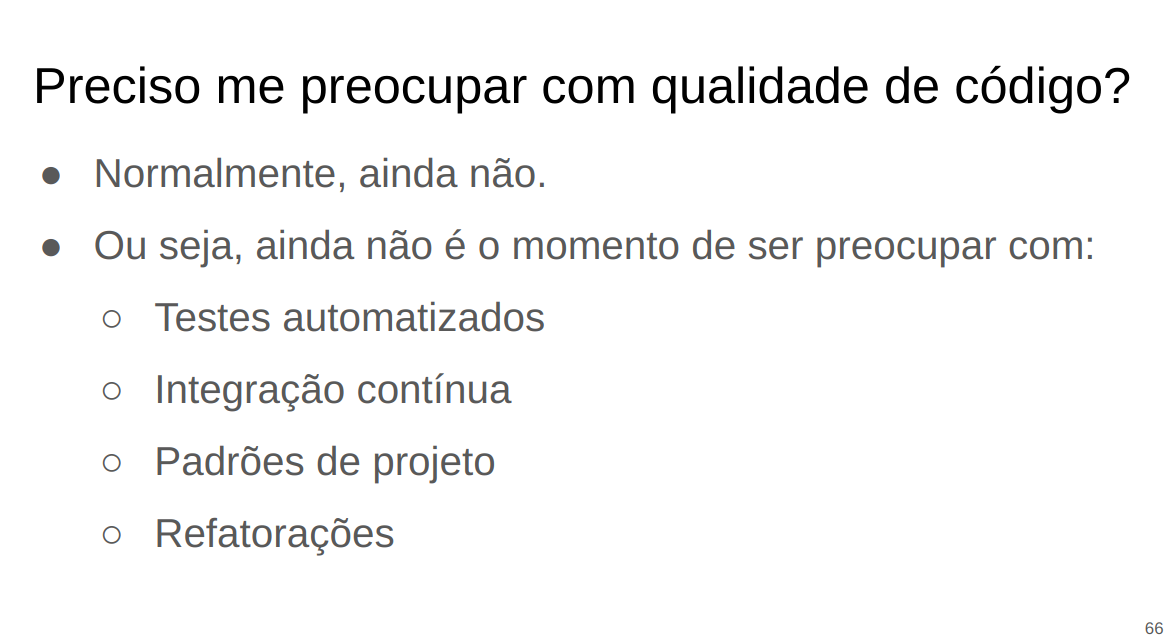 Preciso me preocupar com qualidade de código?
● Normalmente, ainda não.
● Ou seja, ainda não é o momento de ser preocupar com:
○ Testes automatizados
○ Integração contínua
○ Padrões de projeto
○ Refatorações
66